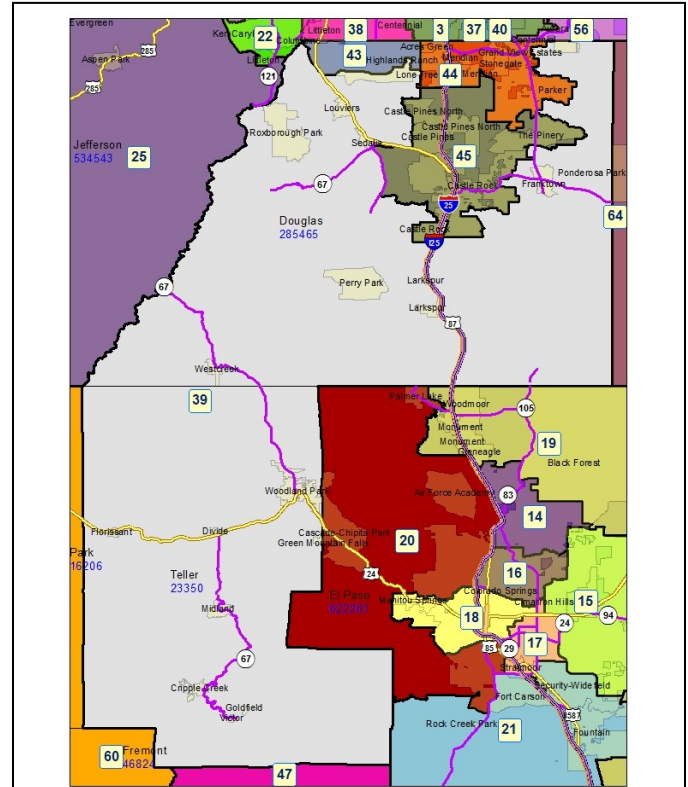 Evergreen
Ken Caryl
22
Columbine
Littleton
38
Centennial
3
37
40
56
285
Aspen Park
285
Littleton
121
43
Highlands Ranch
Acres Green
Meridian
Grand View Estates
Stonegate
Lone Tree
44
Meridian
Parker
Louviers
Castle Pines North
Roxborough Park
Castle Pines North
Castle Pines
The Pinery
Jefferson
534543
25
Sedalia
45
Ponderosa Park
67
Castle Rock
Franktown
25
64
Douglas
285465
Castle Rock
I25
67
Perry Park
Larkspur
Larkspur
87
Westcreek
39
Palmer Lake
Woodmoor
105
Monument
Monument
Gleneagle
19
Black Forest
Woodland Park
Air Force Academy
83
14
Florissant
Divide
Cascade-Chipita Park
Green Mountain Falls
20
Park
16206
Teller
23350
24
16
El Paso
622263
Manitou Springs
Colorado Springs
Cimarron Hills
15
Midland
18
24
94
17
85
29
Stratmoor
67
Cripple Creek
Goldfield
Victor
Security-Widefield
Fort Carson
Rock Creek Park
21
8587
Fountain
60
Fremont
46824
47